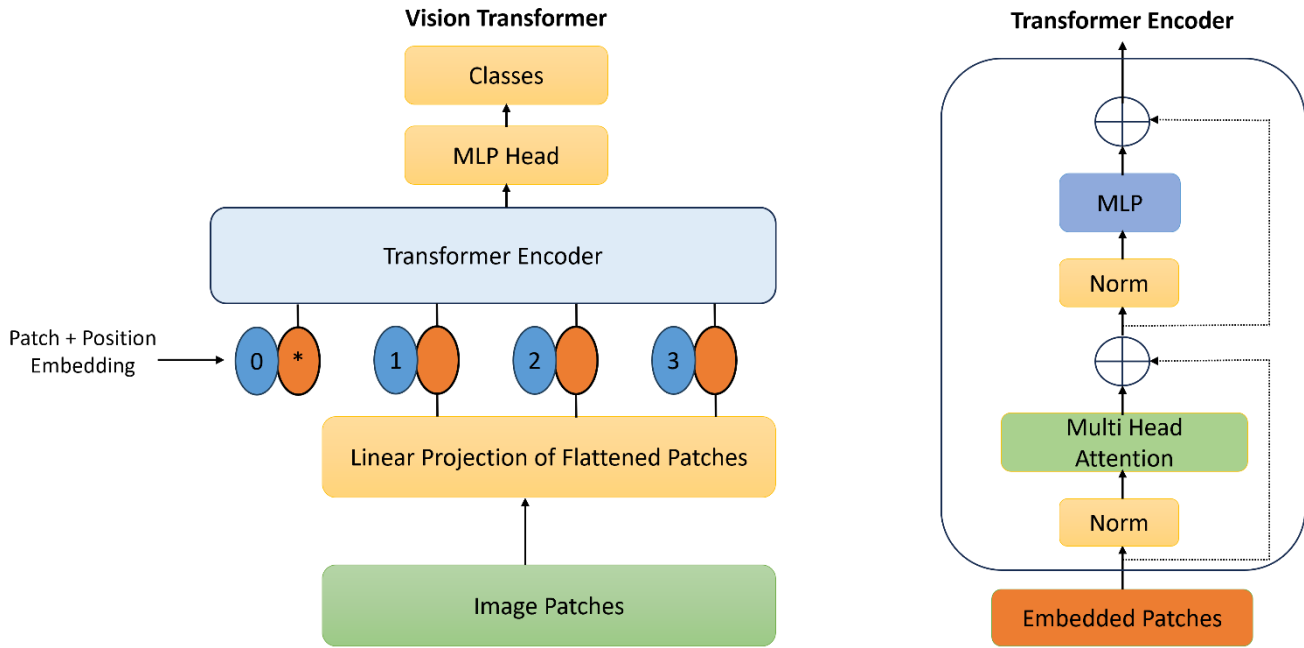 Vision Transformer
Classes
MLP Head
Transformer Encoder
Patch + Position
Embedding
0 * 1 2 3
Linear Projection of Flattened Patches
Image Patches
Transformer Encoder
MLP
Norm
Multi Head
Attention
Norm
Embedded Patches